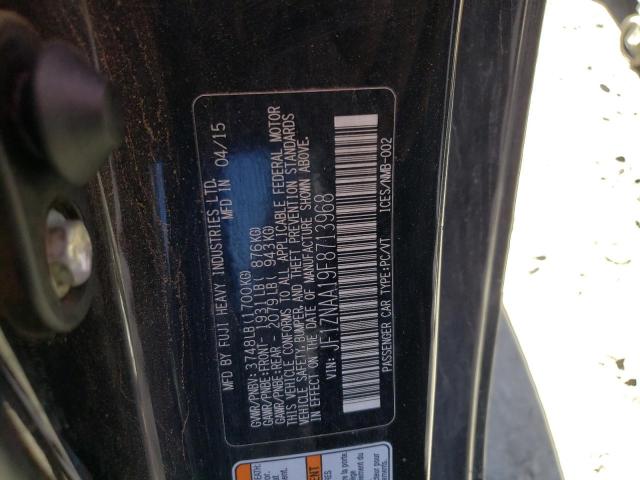 MFD BY FUJI HEAVY INDUSTRIES LTD.
MFD IN 04/15
GVWR/PNBV: 3748LB(1700KG)
GAWR/PNBE:FRONT- 1931LB( 876KG)
GAWR/PNBE:REAR - 2079LB( 943KG)
THIS VEHICLE CONFORMS TO ALL APPLICABLE FEDERAL MOTOR
VEHICLE SAFETY,BUMPER,AND THEFT PREVENTION STANDARDS
IN EFFECT ON THE DATE OF MANUFACTURE SHOWN ABOVE.
VIN: JF1ZNAA19F8713968
PASSENGER CAR TYPE:PC/VT 1CES/NMB-002